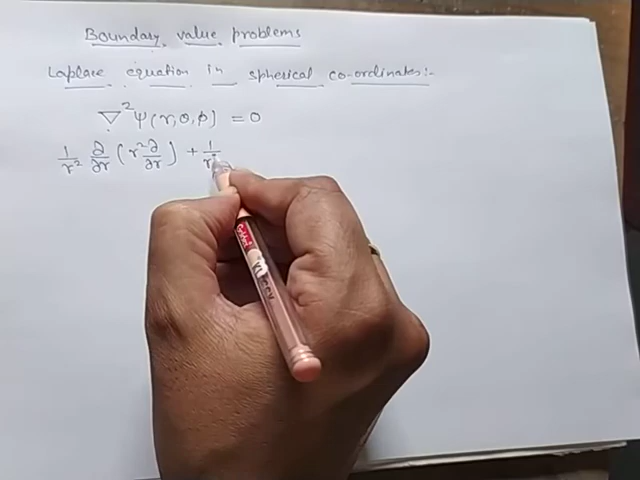 Boundary value problems
Laplace equation in spherical co-ordinates:-
∇²ψ(r,θ,ϕ) = 0
1/r² ∂/∂r (r² ∂/∂r) + 1/r²